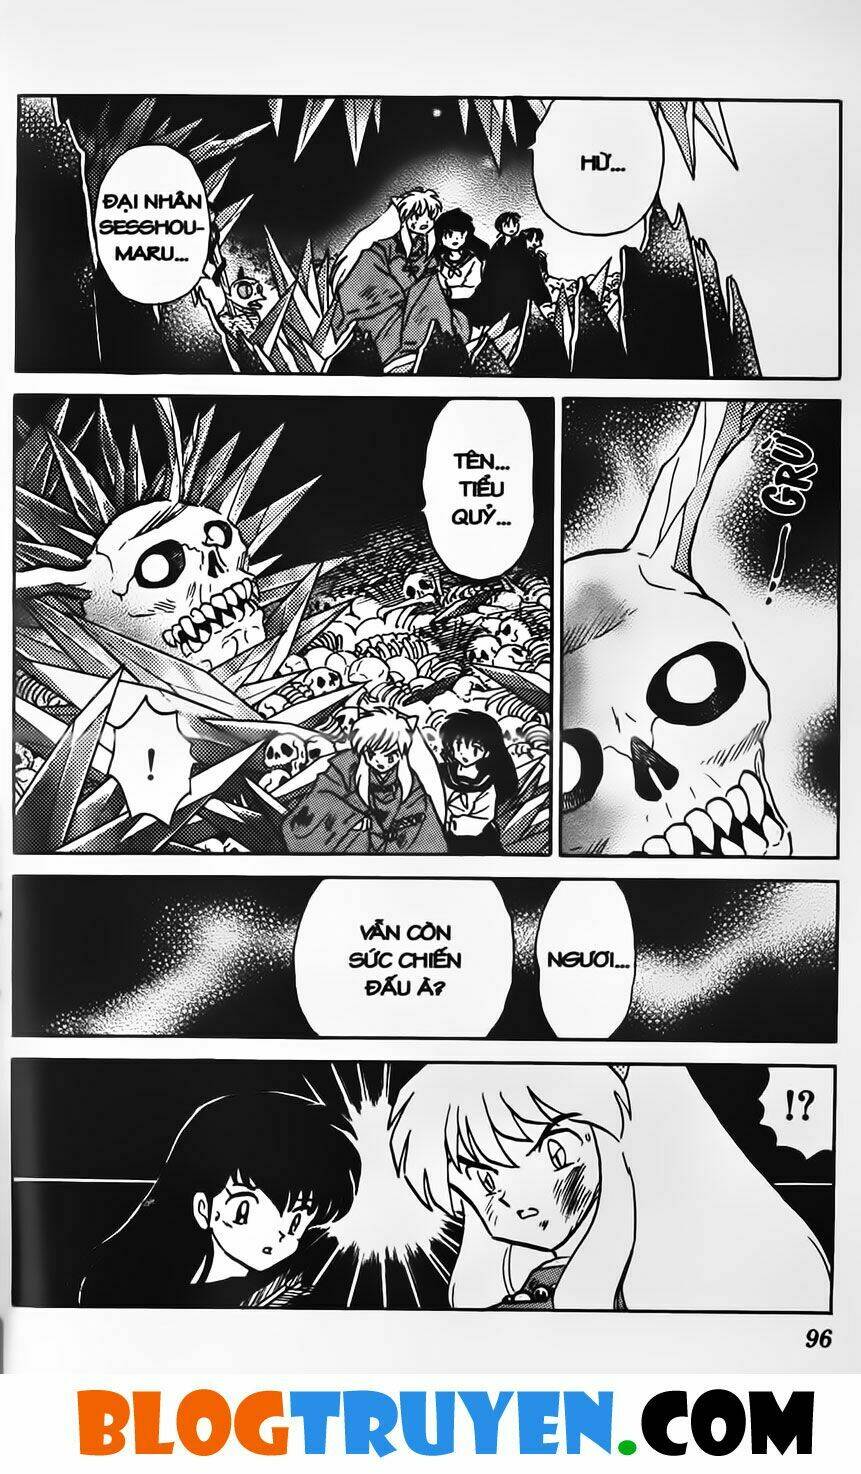 HỪ...
ĐẠI NHÂN
SESSHOU-
MARU...
GRỪ
TÊN...
TIỂU
QUỶ...
!
NGƯƠI...
VẪN CÒN
SỨC CHIẾN
ĐẤU À?
!?
96
BLOGTRUYEN.COM